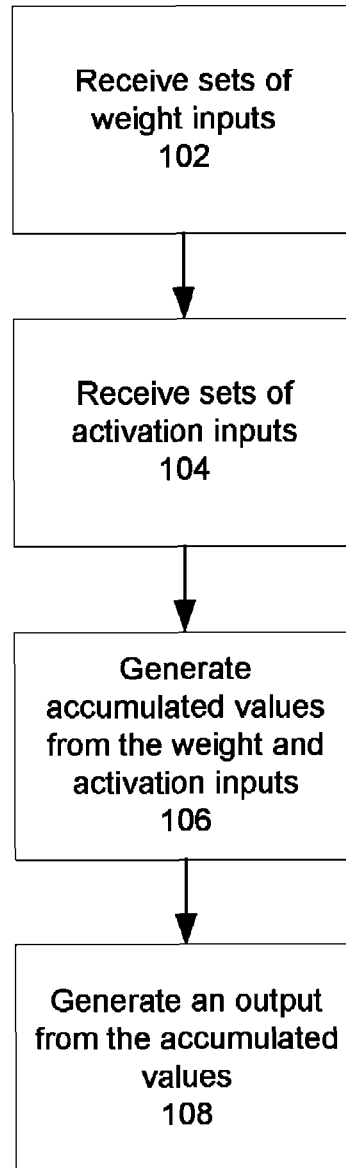 Receive sets of
weight inputs
102
Receive sets of
activation inputs
104
Generate
accumulated values
from the weight and
activation inputs
106
Generate an output
from the accumulated
values
108